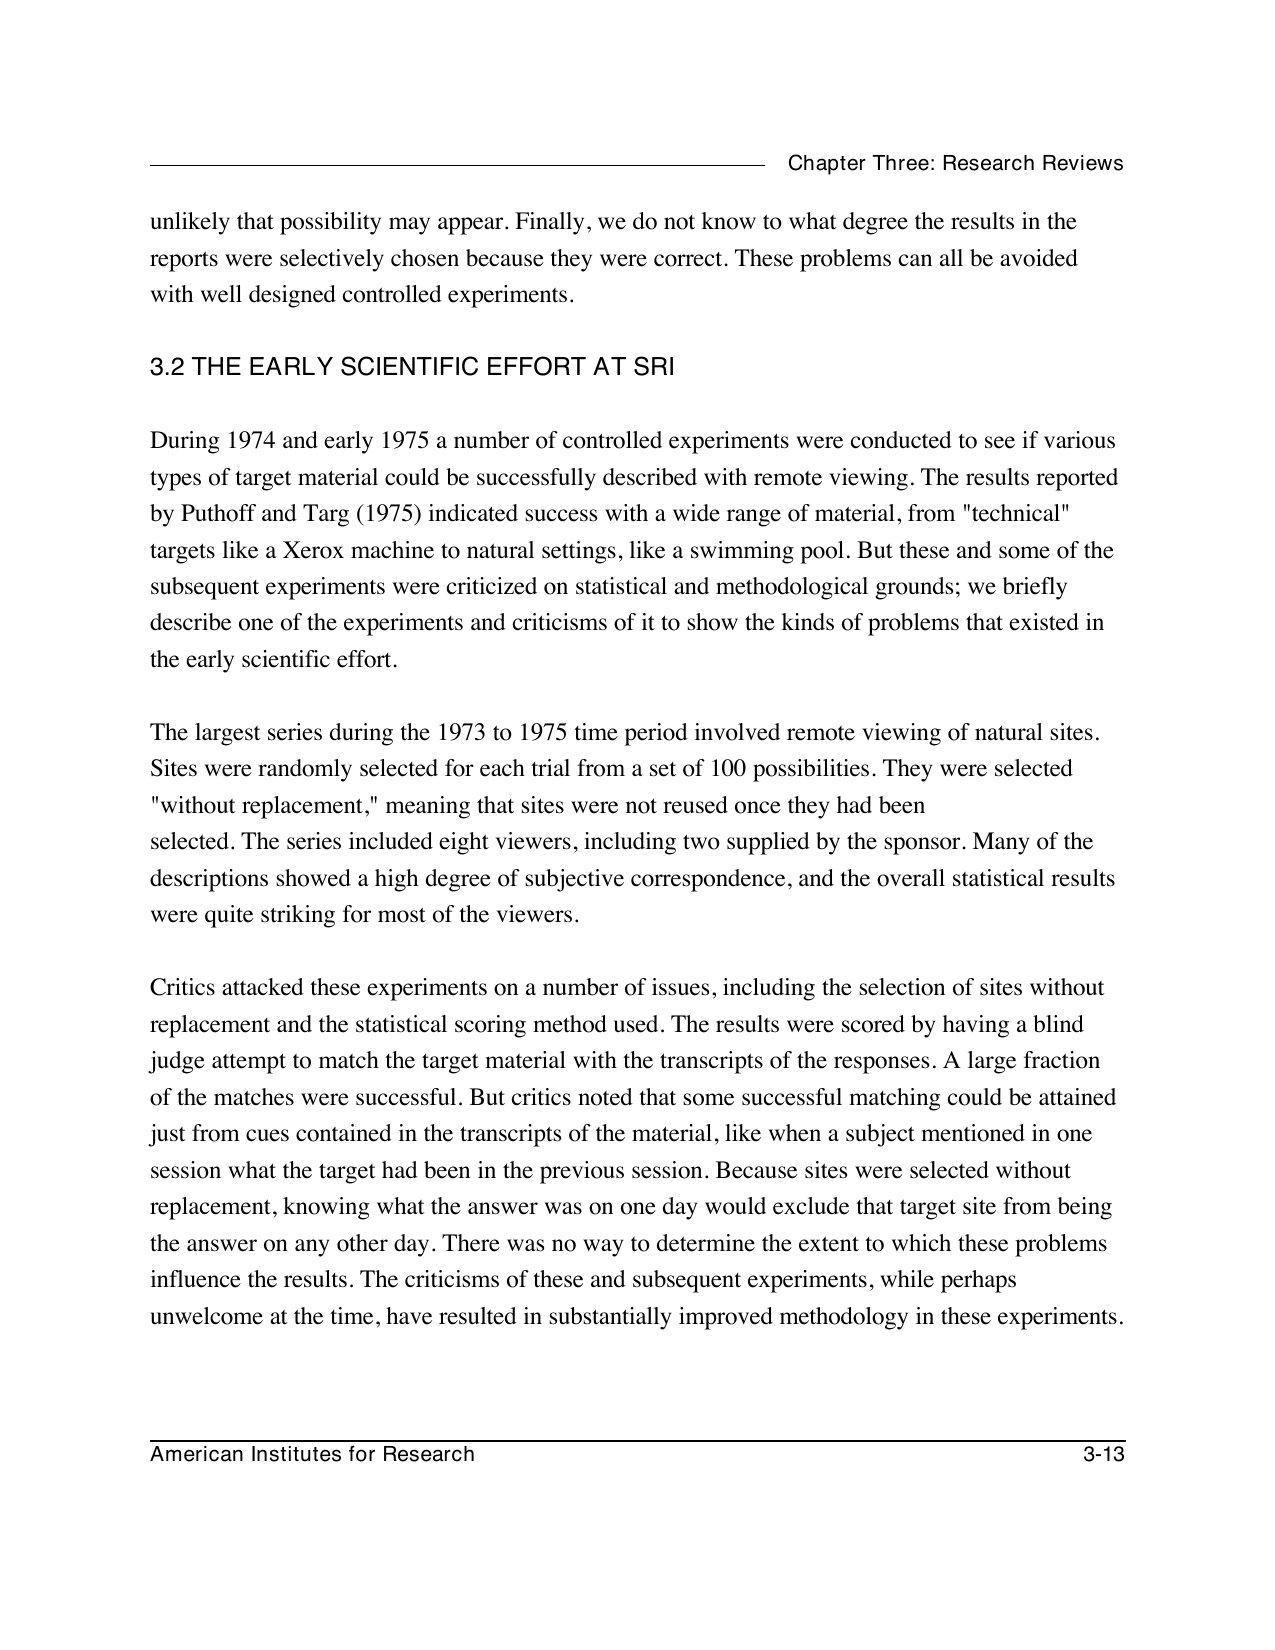 Chapter Three: Research Reviews
unlikely that possibility may appear. Finally, we do not know to what degree the results in the
reports were selectively chosen because they were correct. These problems can all be avoided
with well designed controlled experiments.
3.2 THE EARLY SCIENTIFIC EFFORT AT SRI
During 1974 and early 1975 a number of controlled experiments were conducted to see if various
types of target material could be successfully described with remote viewing. The results reported
by Puthoff and Targ (1975) indicated success with a wide range of material, from "technical"
targets like a Xerox machine to natural settings, like a swimming pool. But these and some of the
subsequent experiments were criticized on statistical and methodological grounds; we briefly
describe one of the experiments and criticisms of it to show the kinds of problems that existed in
the early scientific effort.
The largest series during the 1973 to 1975 time period involved remote viewing of natural sites.
Sites were randomly selected for each trial from a set of 100 possibilities. They were selected
"without replacement," meaning that sites were not reused once they had been
selected. The series included eight viewers, including two supplied by the sponsor. Many of the
descriptions showed a high degree of subjective correspondence, and the overall statistical results
were quite striking for most of the viewers.
Critics attacked these experiments on a number of issues, including the selection of sites without
replacement and the statistical scoring method used. The results were scored by having a blind
judge attempt to match the target material with the transcripts of the responses. A large fraction
of the matches were successful. But critics noted that some successful matching could be attained
just from cues contained in the transcripts of the material, like when a subject mentioned in one
session what the target had been in the previous session. Because sites were selected without
replacement, knowing what the answer was on one day would exclude that target site from being
the answer on any other day. There was no way to determine the extent to which these problems
influence the results. The criticisms of these and subsequent experiments, while perhaps
unwelcome at the time, have resulted in substantially improved methodology in these experiments.
American Institutes for Research 3-13